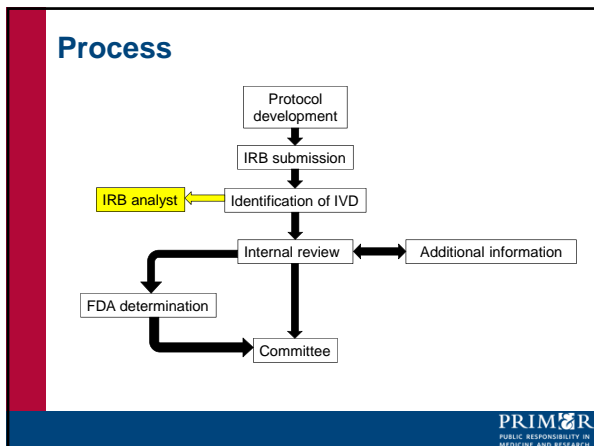 Process
Protocol
development
IRB submission
IRB analyst
Identification of IVD
Internal review
Additional information
FDA determination
Committee
PRIM&R
PUBLIC RESPONSIBILITY IN
MEDICINE AND RESEARCH